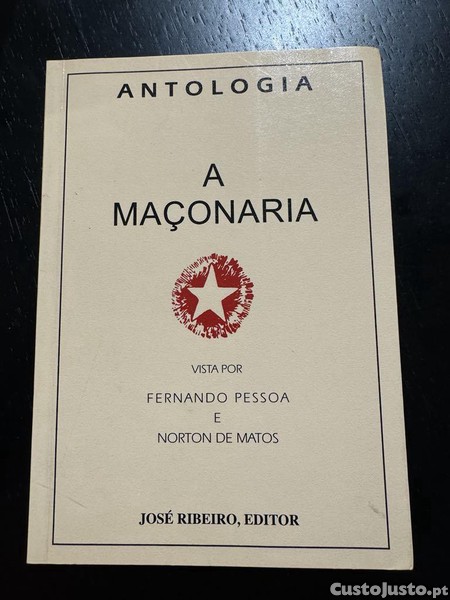 ANTOLOGIA
A
MAÇONARIA
VISTA POR
FERNANDO PESSOA
E
NORTON DE MATOS
JOSÉ RIBEIRO, EDITOR
CustoJusto.pt